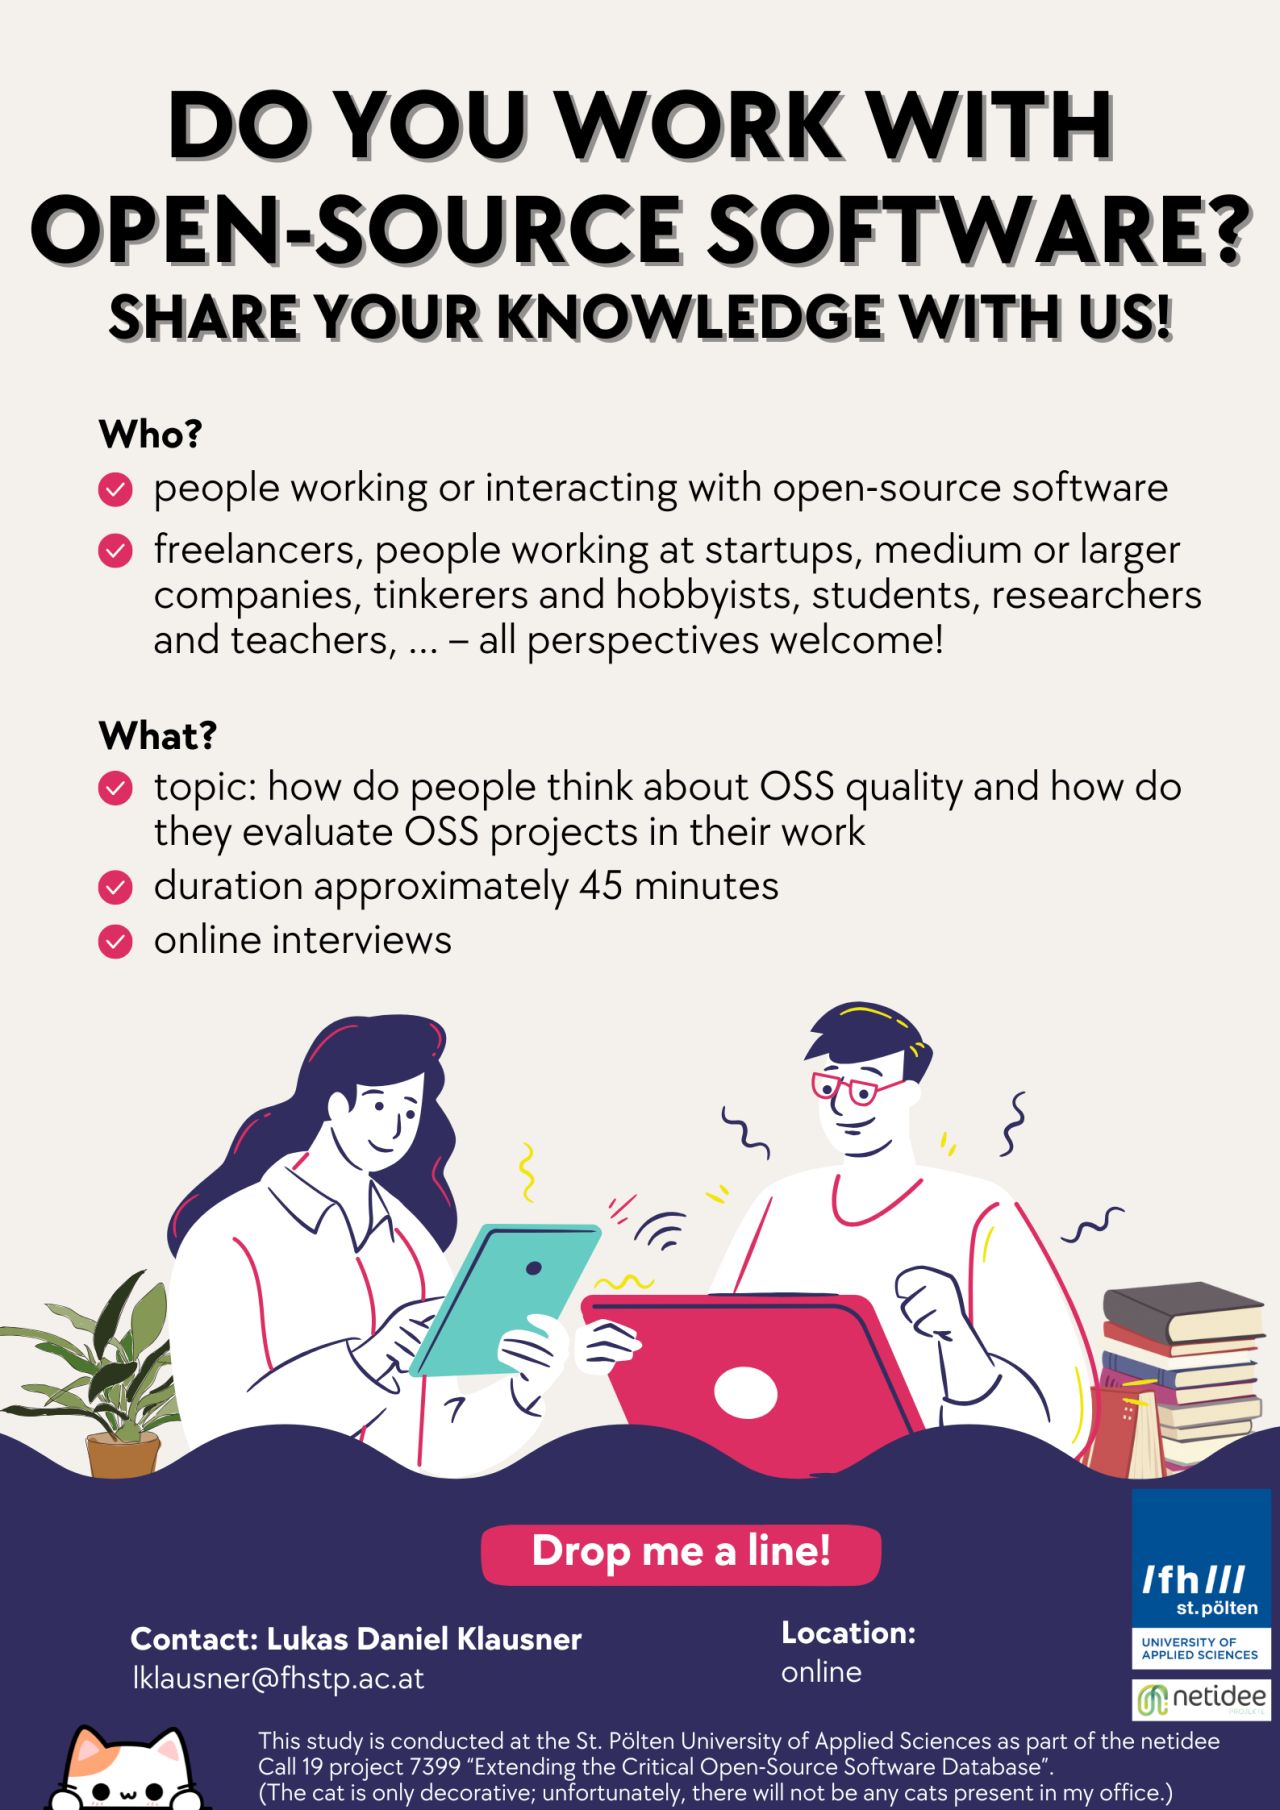 DO YOU WORK WITH
OPEN-SOURCE SOFTWARE?
SHARE YOUR KNOWLEDGE WITH US!
Who?
people working or interacting with open-source software
freelancers, people working at startups, medium or larger
companies, tinkerers and hobbyists, students, researchers
and teachers, ... – all perspectives welcome!
What?
topic: how do people think about OSS quality and how do
they evaluate OSS projects in their work
duration approximately 45 minutes
online interviews
Drop me a line!
Contact: Lukas Daniel Klausner
lklausner@fhstp.ac.at
Location:
online
/fh///
st.pölten
UNIVERSITY OF
APPLIED SCIENCES
netidee
PROJEKTE
This study is conducted at the St. Pölten University of Applied Sciences as part of the netidee
Call 19 project 7399 “Extending the Critical Open-Source Software Database”.
(The cat is only decorative; unfortunately, there will not be any cats present in my office.)